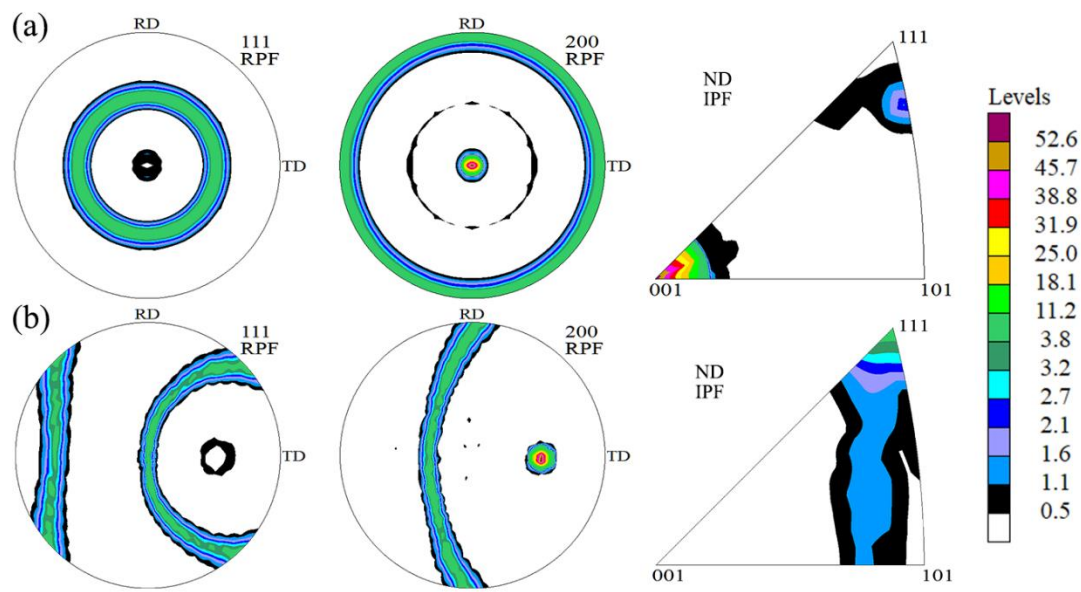 (a)
RD
111
RPF
TD
RD
200
RPF
TD
ND
IPF
111
001
101
Levels
52.6
45.7
38.8
31.9
25.0
18.1
11.2
3.8
3.2
2.7
2.1
1.6
1.1
0.5
(b)
RD
111
RPF
TD
RD
200
RPF
TD
ND
IPF
111
001
101